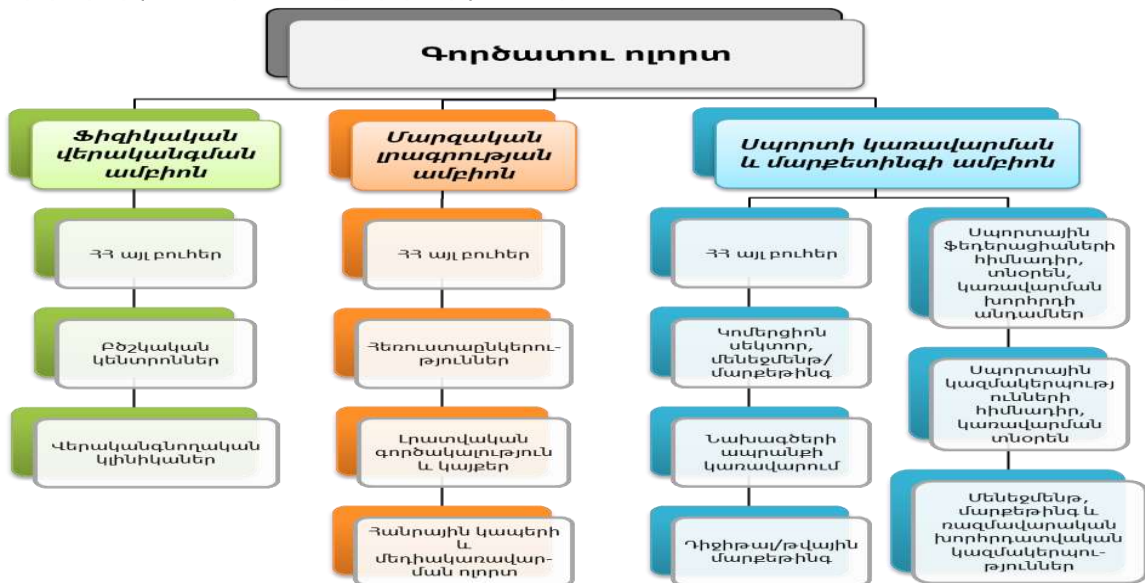 Գործատու ոլորտ
Ֆիզիկական
վերականգման
ամբիոն
ՀՀ այլ բուհեր
Բծշկական
կենտրոններ
Վերականգնողական
կլինիկաներ
Մարզական
լրագրության
ամբիոն
ՀՀ այլ բուհեր
Հեռուստաընկերու-
թյուններ
Լրատվական
գործակալություն
և կայքեր
Հանրային կապերի
և
մեդիակառավար-
ման ոլորտ
Սպորտի կառավարման
և մարքետինգի ամբիոն
ՀՀ այլ բուհեր
Կոմերցիոն
սեկտոր,
մենեջմենթ/
մարքեթինգ
Նախագծերի
ապրանքի
կառավարում
Դիջիթալ/թվային
մարքեթինգ
Սպորտային
ֆեդերացիաների
հիմնադիր,
տնօրեն,
կառավարման
խորհրդի
անդամներ
Սպորտային
կազմակերպությ
ունների
հիմնադիր,
կառավարման
տնօրեն
Մենեջմենթ,
մարքեթինգ և
ռազմավարական
խորհրդատվական
կազմակերպու-
թյուններ